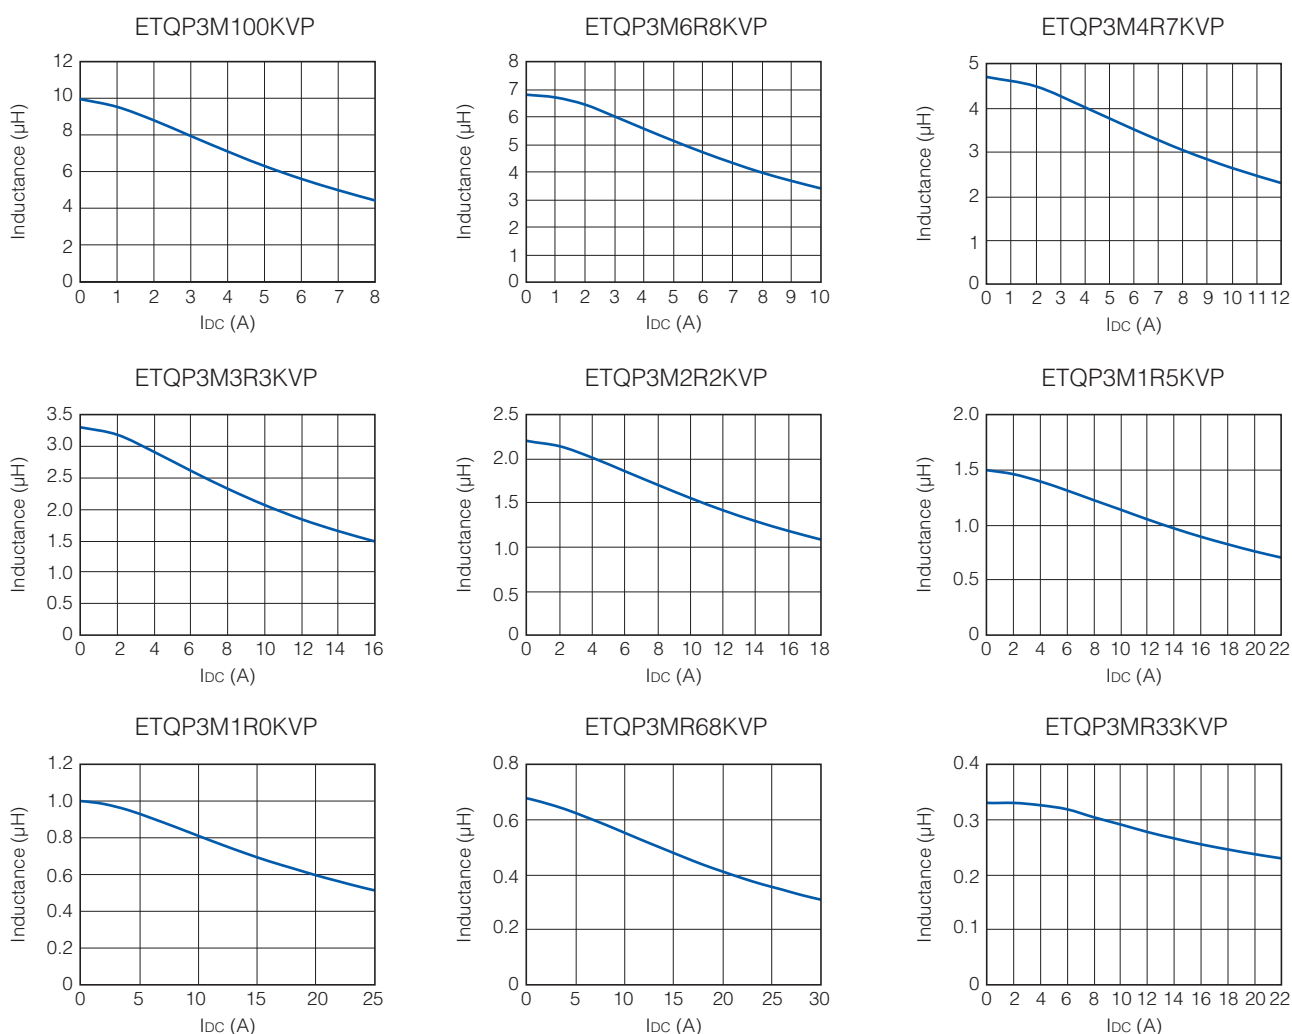 ETQP3M100KVP
Inductance (µH)
12
10
8
6
4
2
0
0 1 2 3 4 5 6 7 8
IDC (A)
ETQP3M6R8KVP
Inductance (µH)
8
7
6
5
4
3
2
1
0
0 1 2 3 4 5 6 7 8 9 10
IDC (A)
ETQP3M4R7KVP
Inductance (µH)
5
4
3
2
1
0
0 1 2 3 4 5 6 7 8 9 10 11 12
IDC (A)
ETQP3M3R3KVP
Inductance (µH)
3.5
3.0
2.5
2.0
1.5
1.0
0.5
0
0 2 4 6 8 10 12 14 16
IDC (A)
ETQP3M2R2KVP
Inductance (µH)
2.5
2.0
1.5
1.0
0.5
0
0 2 4 6 8 10 12 14 16 18
IDC (A)
ETQP3M1R5KVP
Inductance (µH)
2.0
1.5
1.0
0.5
0
0 2 4 6 8 10 12 14 16 18 20 22
IDC (A)
ETQP3M1R0KVP
Inductance (µH)
1.2
1.0
0.8
0.6
0.4
0.2
0
0 5 10 15 20 25
IDC (A)
ETQP3MR68KVP
Inductance (µH)
0.8
0.6
0.4
0.2
0
0 5 10 15 20 25 30
IDC (A)
ETQP3MR33KVP
Inductance (µH)
0.4
0.3
0.2
0.1
0
0 2 4 6 8 10 12 14 16 18 20 22
IDC (A)